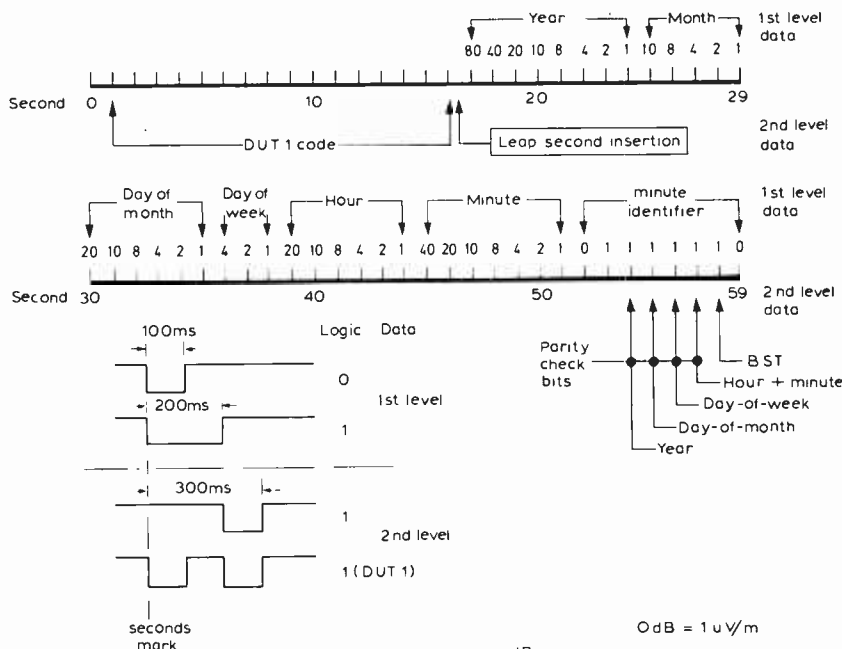 Year Month 1st level data
80 40 20 10 8 4 2 1 10 8 4 2 1
Second 0 10 20 29
DUT 1 code Leap second insertion 2nd level data
Day of month Day of week Hour Minute minute identifier 1st level data
20 10 8 4 2 1 4 2 1 20 10 8 4 2 1 40 20 10 8 4 2 1 0 1 1 1 1 1 1 0
Second 30 40 50 59 2nd level data
Logic Data
100ms
0
1st level
200ms
1
300ms
1
2nd level
1 (DUT 1)
seconds mark
Parity check bits
BST
Hour + minute
Day-of-week
Day-of-month
Year
0dB = 1uV/m